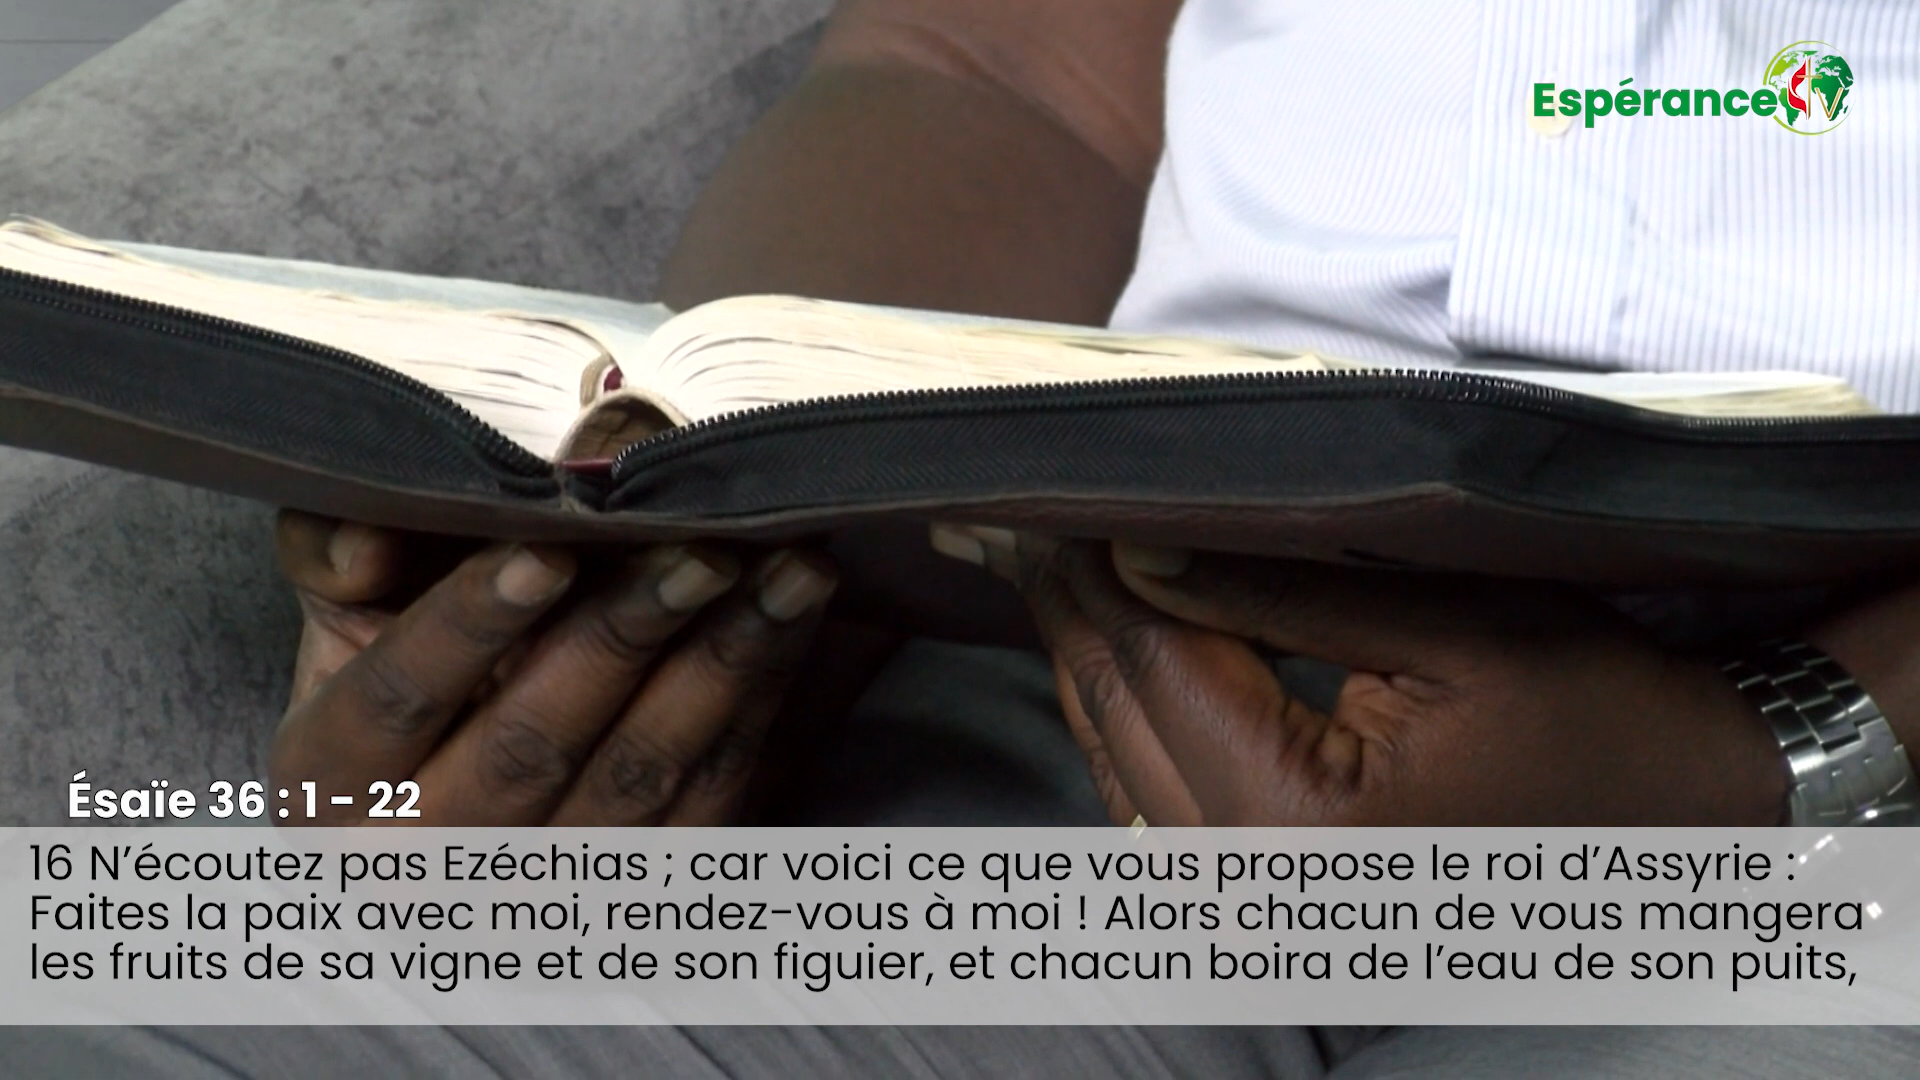 Espérance TV
Ésaïe 36 : 1 - 22
16 N’écoutez pas Ezéchias ; car voici ce que vous propose le roi d’Assyrie :
Faites la paix avec moi, rendez-vous à moi ! Alors chacun de vous mangera
les fruits de sa vigne et de son figuier, et chacun boira de l’eau de son puits,